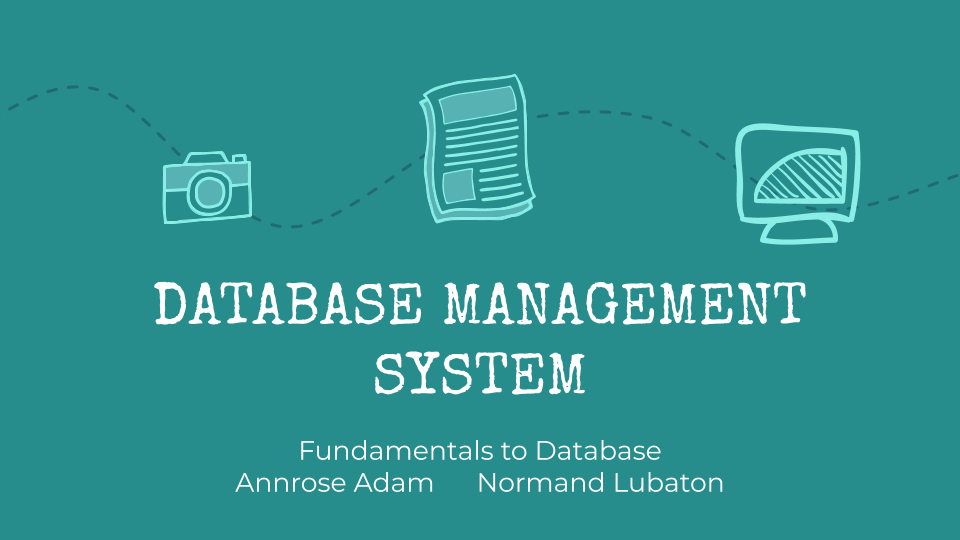 DATABASE MANAGEMENT
SYSTEM
Fundamentals to Database
Annrose Adam Normand Lubaton